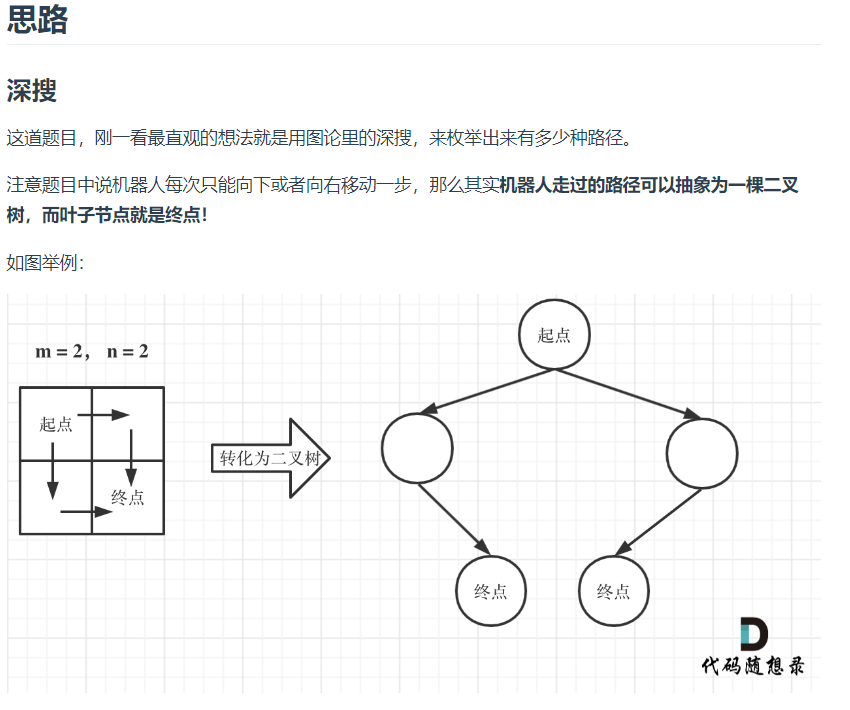 思路
深搜
这道题目，刚一看最直观的想法就是用图论里的深搜，来枚举出来有多少种路径。
注意题目中说机器人每次只能向下或者向右移动一步，那么其实机器人走过的路径可以抽象为一棵二叉
树，而叶子节点就是终点！
如图举例：
m = 2， n = 2
起点
终点
转化为二叉树
起点
终点
终点
D
代码随想录